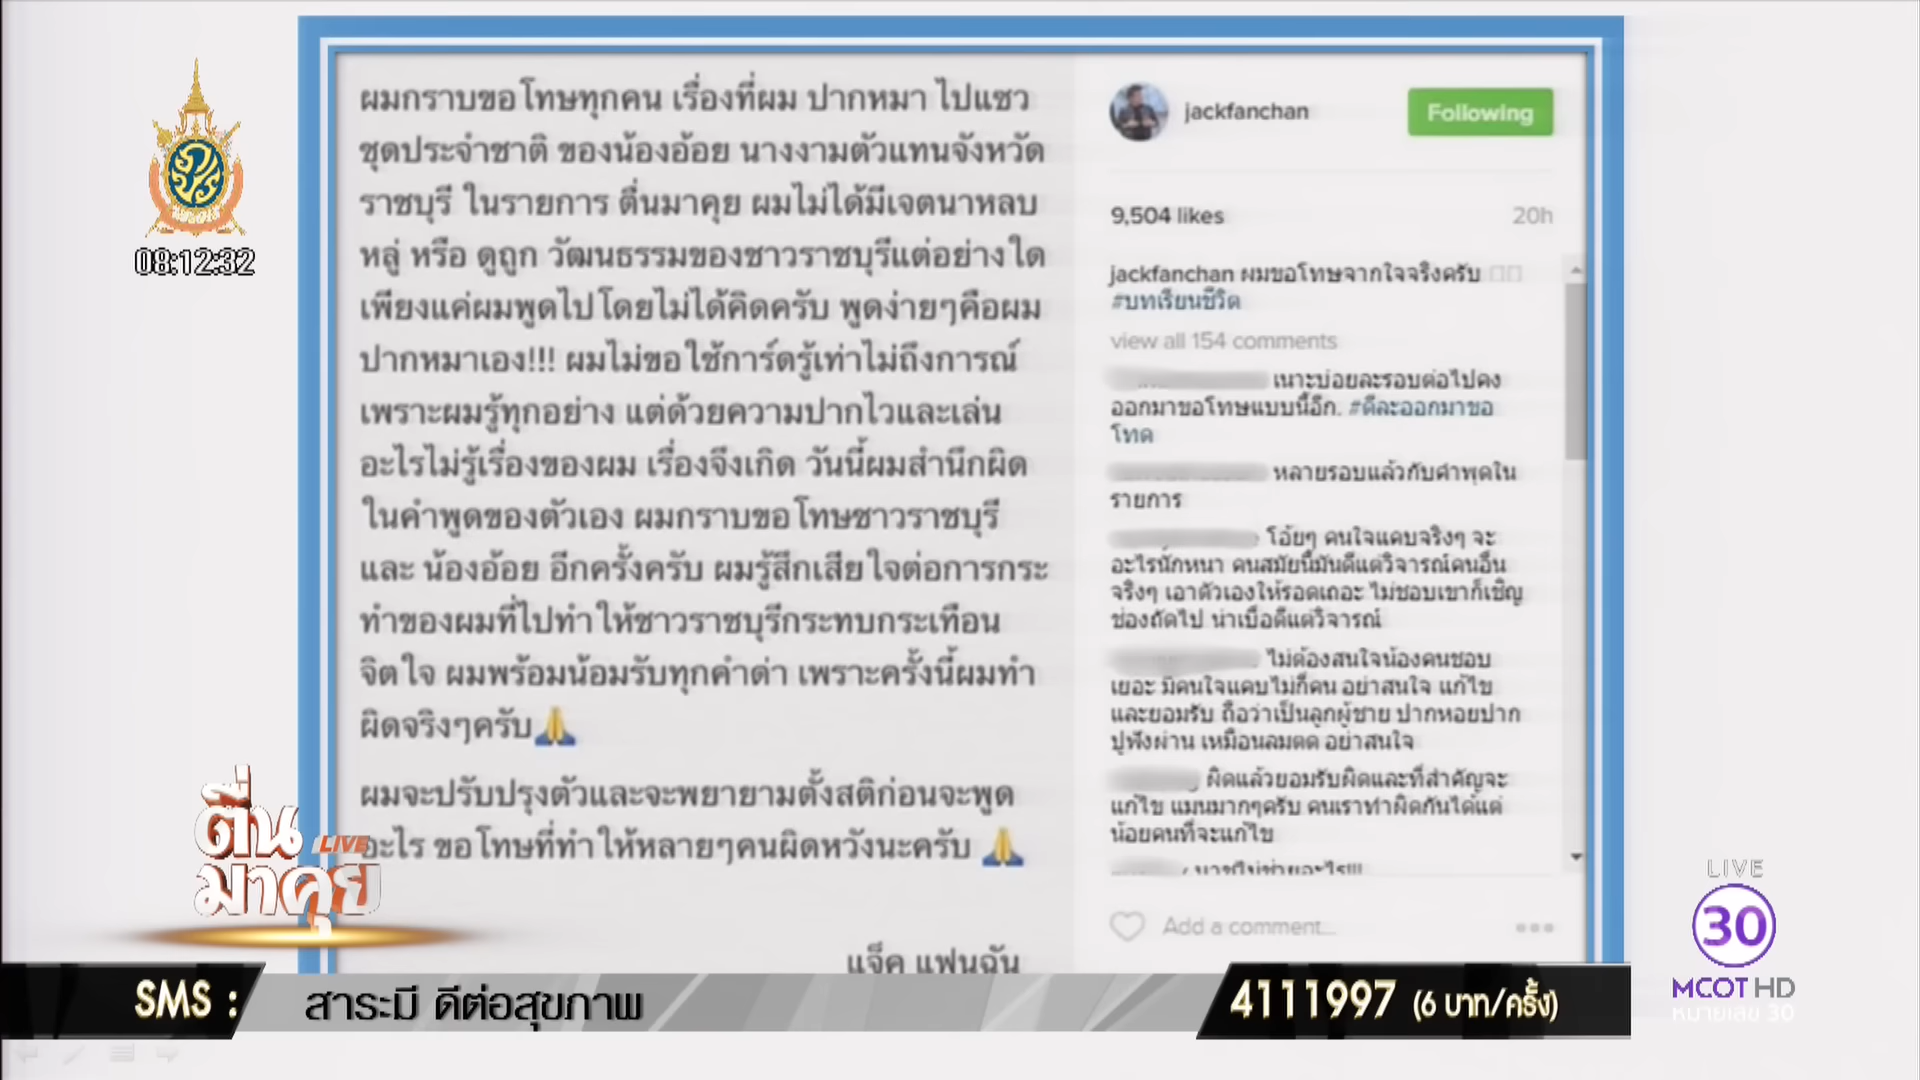 08:12:32
ผมกราบขอโทษทุกคน เรื่องที่ผม ปากหมา ไปแซว
ชุดประจำชาติ ของน้องอ้อย นางงามตัวแทนจังหวัด
ราชบุรี ในรายการ ตื่นมาคุย ผมไม่ได้มีเจตนาหลบ
หลู่ หรือ ดูถูก วัฒนธรรมของชาวราชบุรีแต่อย่างใด
เพียงแค่ผมพูดไปโดยไม่ได้คิดครับ พูดง่ายๆคือผม
ปากหมาเอง!!! ผมไม่ขอใช้การ์ดรู้เท่าไม่ถึงการณ์
เพราะผมรู้ทุกอย่าง แต่ด้วยความปากไวและเล่น
อะไรไม่รู้เรื่องของผม เรื่องจึงเกิด วันนี้ผมสำนึกผิด
ในคำพูดของตัวเอง ผมกราบขอโทษชาวราชบุรี
และ น้องอ้อย อีกครั้งครับ ผมรู้สึกเสียใจต่อการกระ
ทำของผมที่ไปทำให้ชาวราชบุรีกระทบกระเทือน
จิตใจ ผมพร้อมน้อมรับทุกคำด่า เพราะครั้งนี้ผมทำ
ผิดจริงๆครับ🙏
ผมจะปรับปรุงตัวและจะพยายามตั้งสติก่อนจะพูด
อะไร ขอโทษที่ทำให้หลายๆคนผิดหวังนะครับ 🙏
แจ็ค แฟนฉัน
jackfanchan
Following
9,504 likes
20h
jackfanchan ผมขอโทษจากใจจริงครับ
#บทเรียนชีวิต
view all 154 comments
เนาะบ่อยละรอบต่อไปคง
ออกมาขอโทษแบบนี้อีก. #ดีละออกมาขอ
โทด
หลายรอบแล้วกับคำพุดใน
รายการ
โอ้ยๆ คนใจแคบจริงๆ จะ
อะไรนักหนา คนสมัยนี้มันดีแต่วิจารณ์คนอื่น
จริงๆ เอาตัวเองให้รอดเถอะ ไม่ชอบเขาก็เชิญ
ช่องถัดไป น่าเบื่อดีแต่วิจารณ์
ไม่ต้องสนใจน้องคนชอบ
เยอะ มีคนใจแคบไม่กี่คน อย่าสนใจ แก้ไข
และยอมรับ ถือว่าเป็นลูกผู้ชาย ปากหอยปาก
ปูฟังผ่าน เหมือนลมตด อย่าสนใจ
ผิดแล้วยอมรับผิดและที่สำคัญจะ
แก้ไข แมนมากๆครับ คนเราทำผิดกันได้แต่
น้อยคนที่จะแก้ไข
Add a comment...
ตื่น
LIVE
มาคุย
SMS : สาระมี ดีต่อสุขภาพ 4111997 (6 บาท/ครั้ง)
LIVE
30
MCOT HD
หมายเลข 30